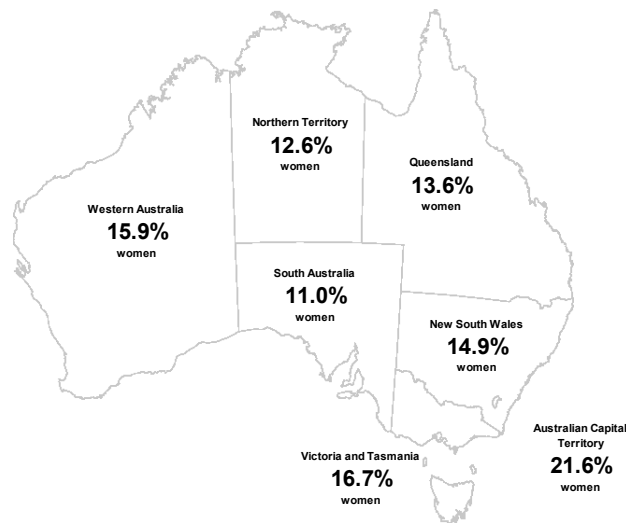 Northern Territory
12.6%
women
Queensland
13.6%
women
Western Australia
15.9%
women
South Australia
11.0%
women
New South Wales
14.9%
women
Australian Capital
Territory
21.6%
women
Victoria and Tasmania
16.7%
women